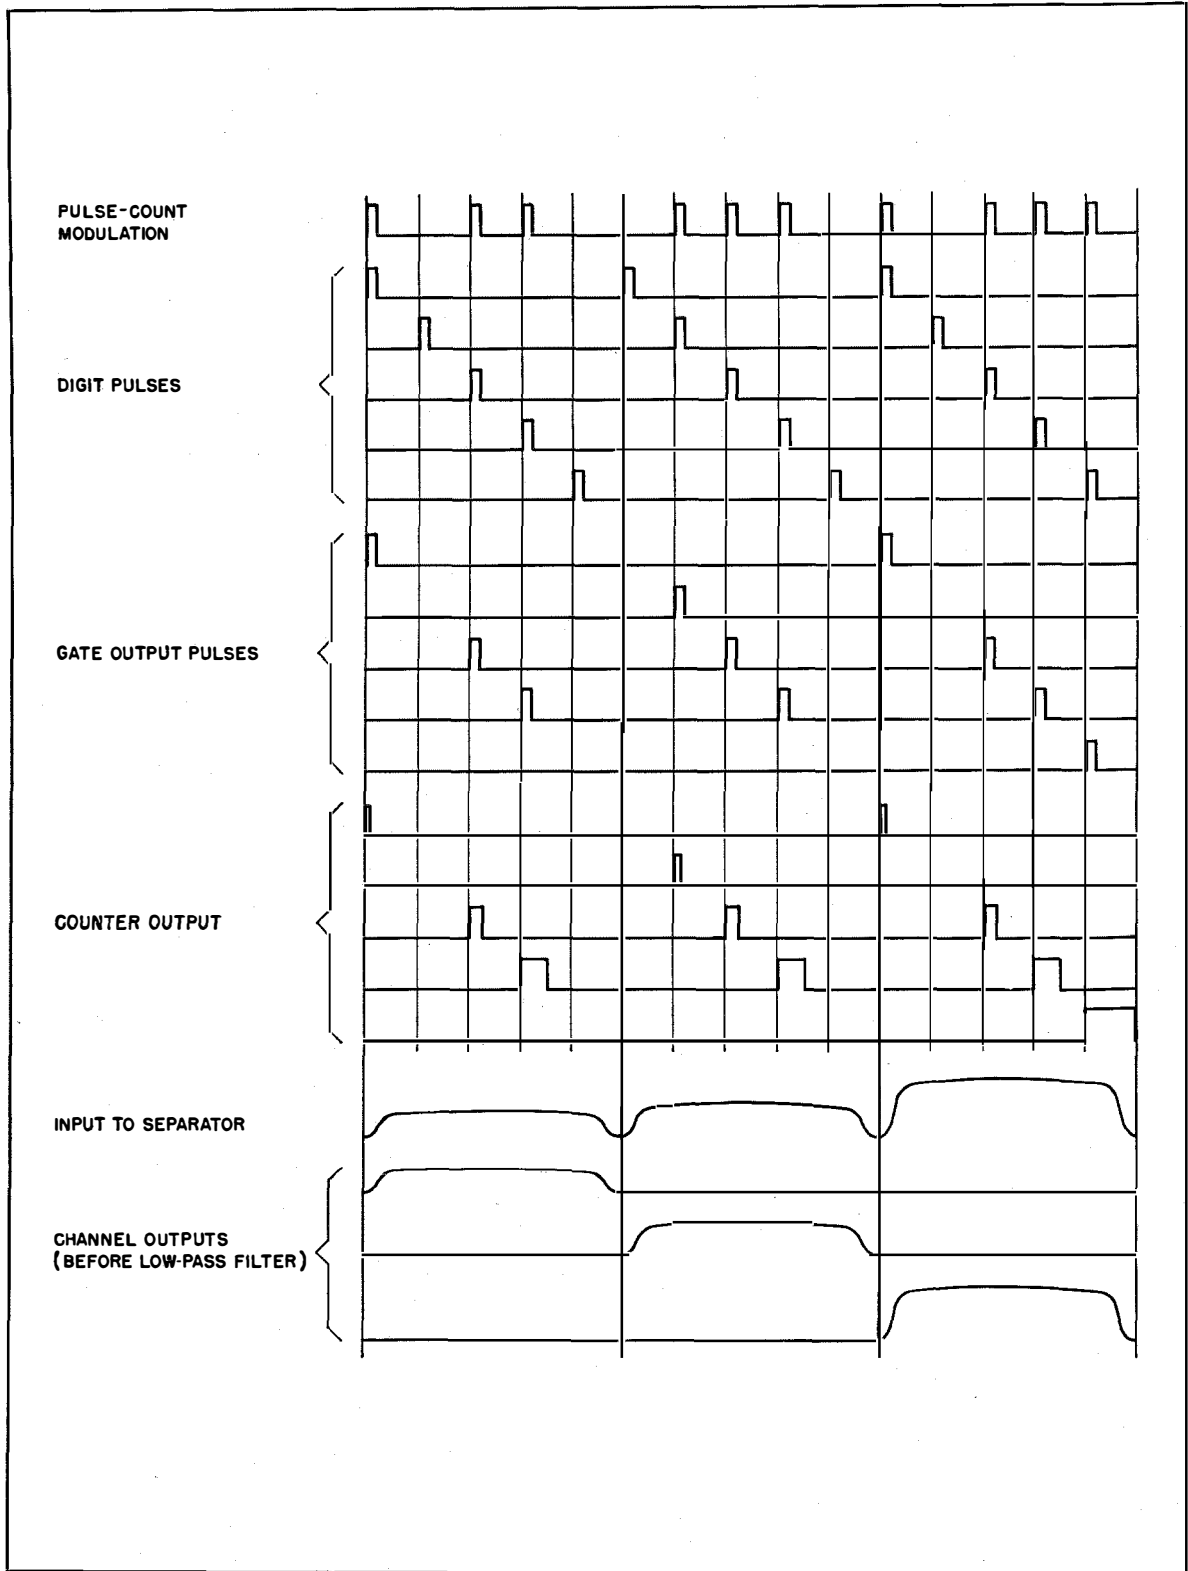 PULSE-COUNT
MODULATION
DIGIT PULSES
GATE OUTPUT PULSES
COUNTER OUTPUT
INPUT TO SEPARATOR
CHANNEL OUTPUTS
(BEFORE LOW-PASS FILTER)